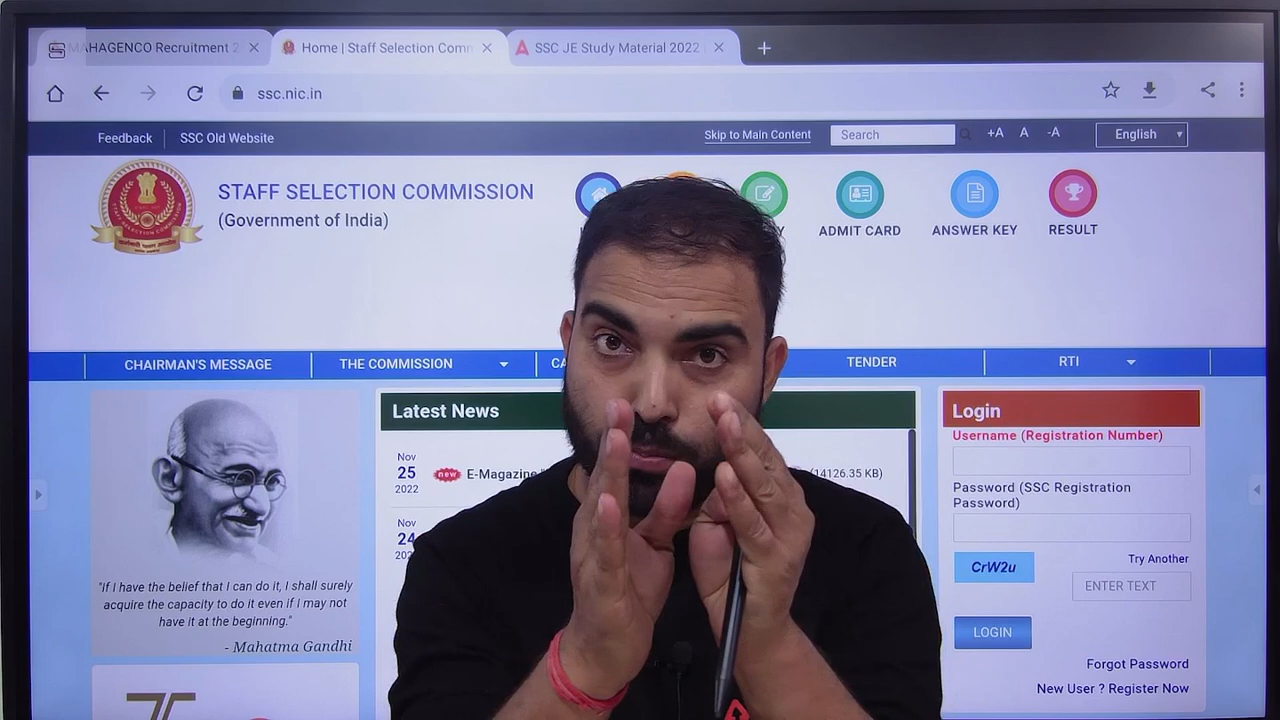 MAHAGENCO Recruitment 2
Home | Staff Selection Comm
SSC JE Study Material 2022
ssc.nic.in
Feedback
SSC Old Website
Skip to Main Content
Search
+A A -A
English
STAFF SELECTION COMMISSION
(Government of India)
ADMIT CARD
ANSWER KEY
RESULT
CHAIRMAN'S MESSAGE
THE COMMISSION
CA
TENDER
RTI
"If I have the belief that I can do it, I shall surely
acquire the capacity to do it even if I may not
have it at the beginning."
- Mahatma Gandhi
75
Latest News
Nov
25
2022
new
E-Magazine
(14126.35 KB)
Nov
24
Login
Username (Registration Number)
Password (SSC Registration
Password)
CrW2u
Try Another
ENTER TEXT
LOGIN
Forgot Password
New User ? Register Now